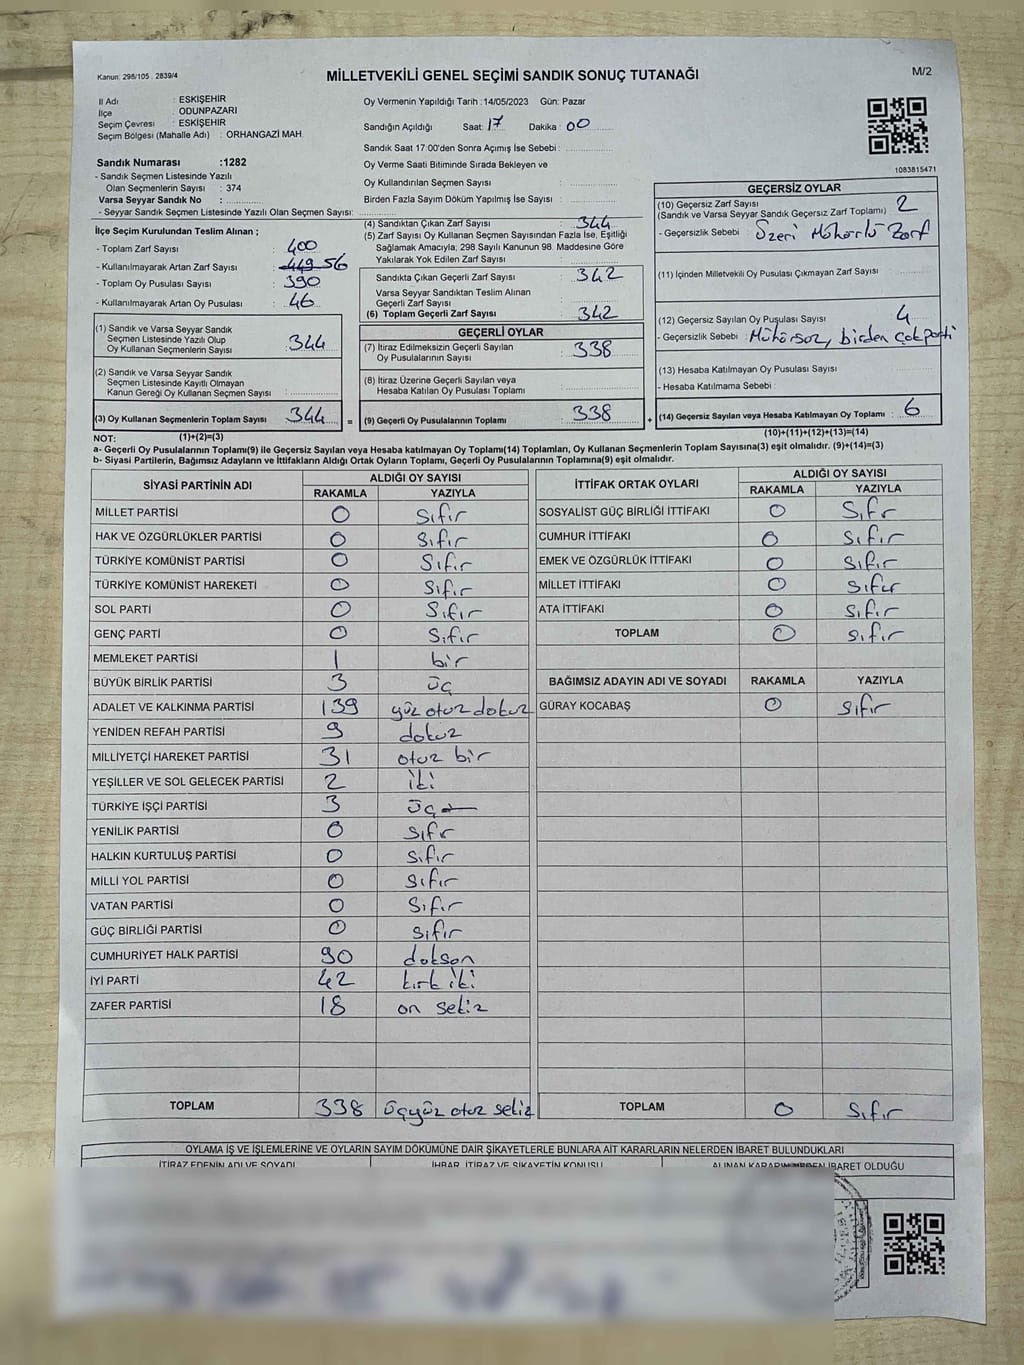 Kanun: 298/105 . 2839/4
MİLLETVEKİLİ GENEL SEÇİMİ SANDIK SONUÇ TUTANAĞI
M/2
İl Adı : ESKİŞEHİR
İlçe : ODUNPAZARI
Seçim Çevresi : ESKİŞEHİR
Seçim Bölgesi (Mahalle Adı) : ORHANGAZİ MAH.
Oy Vermenin Yapıldığı Tarih : 14/05/2023 Gün: Pazar
Sandığın Açıldığı Saat: 17 Dakika : 00
Sandık Saat 17:00'den Sonra Açımış İse Sebebi :
Oy Verme Saati Bitiminde Sırada Bekleyen ve
Oy Kullandırılan Seçmen Sayısı :
Birden Fazla Sayım Döküm Yapılmış İse Sayısı :
Sandık Numarası :1282
- Sandık Seçmen Listesinde Yazılı
Olan Seçmenlerin Sayısı : 374
Varsa Seyyar Sandık No :
- Seyyar Sandık Seçmen Listesinde Yazılı Olan Seçmen Sayısı:
İlçe Seçim Kurulundan Teslim Alınan ;
- Toplam Zarf Sayısı : 400
- Kullanılmayarak Artan Zarf Sayısı : 56
- Toplam Oy Pusulası Sayısı : 390
- Kullanılmayarak Artan Oy Pusulası : 46
(1) Sandık ve Varsa Seyyar Sandık
Seçmen Listesinde Yazılı Olup
Oy Kullanan Seçmenlerin Sayısı : 344
(2) Sandık ve Varsa Seyyar Sandık
Seçmen Listesinde Kayıtlı Olmayan
Kanun Gereği Oy Kullanan Seçmen Sayısı :
(3) Oy Kullanan Seçmenlerin Toplam Sayısı : 344
(1)+(2)=(3)
(4) Sandıktan Çıkan Zarf Sayısı : 344
(5) Zarf Sayısı Oy Kullanan Seçmen Sayısından Fazla İse, Eşitliği
Sağlamak Amacıyla; 298 Sayılı Kanunun 98. Maddesine Göre
Yakılarak Yok Edilen Zarf Sayısı :
Sandıkta Çıkan Geçerli Zarf Sayısı : 342
Varsa Seyyar Sandıktan Teslim Alınan
Geçerli Zarf Sayısı :
(6) Toplam Geçerli Zarf Sayısı : 342
GEÇERLİ OYLAR
(7) İtiraz Edilmeksizin Geçerli Sayılan
Oy Pusulalarının Sayısı : 338
(8) İtiraz Üzerine Geçerli Sayılan veya
Hesaba Katılan Oy Pusulası Toplamı :
= (9) Geçerli Oy Pusulalarının Toplamı : 338 +
1083815471
GEÇERSİZ OYLAR
(10) Geçersiz Zarf Sayısı : 2
(Sandık ve Varsa Seyyar Sandık Geçersiz Zarf Toplamı)
- Geçersizlik Sebebi : Üzeri Mühürlü Zarf
(11) İçinden Milletvekili Oy Pusulası Çıkmayan Zarf Sayısı
(12) Geçersiz Sayılan Oy Pusulası Sayısı : 4
- Geçersizlik Sebebi : Mühürsüz, birden çok parti
(13) Hesaba Katılmayan Oy Pusulası Sayısı :
- Hesaba Katılmama Sebebi :
(14) Geçersiz Sayılan veya Hesaba Katılmayan Oy Toplamı : 6
(10)+(11)+(12)+(13)=(14)
NOT:
a- Geçerli Oy Pusulalarının Toplamı(9) ile Geçersiz Sayılan veya Hesaba katılmayan Oy Toplamı(14) Toplamları, Oy Kullanan Seçmenlerin Toplam Sayısına(3) eşit olmalıdır. (9)+(14)=(3)
b- Siyasi Partilerin, Bağımsız Adayların ve İttifakların Aldığı Ortak Oyların Toplamı, Geçerli Oy Pusulalarının Toplamına(9) eşit olmalıdır.
SİYASİ PARTİNİN ADI ALDIĞI OY SAYISI
RAKAMLA YAZIYLA
MİLLET PARTİSİ 0 Sıfır
HAK VE ÖZGÜRLÜKLER PARTİSİ 0 Sıfır
TÜRKİYE KOMÜNİST PARTİSİ 0 Sıfır
TÜRKİYE KOMÜNİST HAREKETİ 0 Sıfır
SOL PARTİ 0 Sıfır
GENÇ PARTİ 0 Sıfır
MEMLEKET PARTİSİ 1 bir
BÜYÜK BİRLİK PARTİSİ 3 üç
ADALET VE KALKINMA PARTİSİ 139 yüz otuz dokuz
YENİDEN REFAH PARTİSİ 9 dokuz
MİLLİYETÇİ HAREKET PARTİSİ 31 otuz bir
YEŞİLLER VE SOL GELECEK PARTİSİ 2 iki
TÜRKİYE İŞÇİ PARTİSİ 3 üç
YENİLİK PARTİSİ 0 sıfır
HALKIN KURTULUŞ PARTİSİ 0 sıfır
MİLLİ YOL PARTİSİ 0 sıfır
VATAN PARTİSİ 0 Sıfır
GÜÇ BİRLİĞİ PARTİSİ 0 sıfır
CUMHURİYET HALK PARTİSİ 90 doksan
İYİ PARTİ 42 kırk iki
ZAFER PARTİSİ 18 on sekiz
TOPLAM 338 üçyüz otuz sekiz
İTTİFAK ORTAK OYLARI ALDIĞI OY SAYISI
RAKAMLA YAZIYLA
SOSYALİST GÜÇ BİRLİĞİ İTTİFAKI 0 Sıfır
CUMHUR İTTİFAKI 0 sıfır
EMEK VE ÖZGÜRLÜK İTTİFAKI 0 sıfır
MİLLET İTTİFAKI 0 sıfır
ATA İTTİFAKI 0 sıfır
TOPLAM 0 sıfır
BAĞIMSIZ ADAYIN ADI VE SOYADI RAKAMLA YAZIYLA
GÜRAY KOCABAŞ 0 sıfır
TOPLAM 0 Sıfır
OYLAMA İŞ VE İŞLEMLERİNE VE OYLARIN SAYIM DÖKÜMÜNE DAİR ŞİKAYETLERLE BUNLARA AİT KARARLARIN NELERDEN İBARET BULUNDUKLARI
İTİRAZ EDENİN ADI VE SOYADI İHBAR, İTİRAZ VE ŞİKAYETİN KONUSU ALINAN KARARIN NEDEN İBARET OLDUĞU